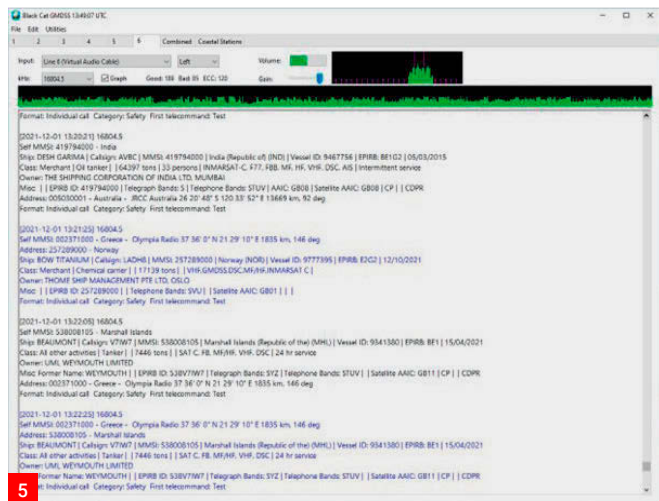 Black Cat GMDSS 13:49:07 UTC
File Edit Utilities
1 2 3 4 5 6 Combined Coastal Stations
Input: Line 8 (Virtual Audio Cable) Left Volume:
kHz: 16804.5 Graph Good: 186 Bad: 85 ECC: 120 Gain:
Format: Individual call Category: Safety First telecommand: Test
[2021-12-01 13:20:21] 16804.5
Self MMSI: 419794000 - India
Ship: DESH GARIMA | Callsign: AVBC | MMSI: 419794000 | India (Republic of) (IND) | Vessel ID: 9467756 | EPIRB: BE1G2 | 05/03/2015
Class: Merchant | Oil tanker | | 64397 tons | 33 persons | INMARSAT-C, F77, FBB, MF, HF, VHF, DSC, AIS | Intermittent service
Owner: THE SHIPPING CORPORATION OF INDIA LTD, MUMBAI
Misc: | | EPIRB ID: 419794000 | Telegraph Bands: S | Telephone Bands: STUV | AAIC: GB08 | Satellite AAIC: GB08 | CP | | CDPR
Address: 005030001 - Australia - JRCC Australia 26 20' 48" S 120 33' 52" E 13669 km, 92 deg
Format: Individual call Category: Safety First telecommand: Test
[2021-12-01 13:21:25] 16804.5
Self MMSI: 002371000 - Greece - Olympia Radio 37 36' 0" N 21 29' 10" E 1835 km, 146 deg
Address: 257289000 - Norway
Ship: BOW TITANIUM | Callsign: LADH8 | MMSI: 257289000 | Norway (NOR) | Vessel ID: 9777395 | EPIRB: E2G2 | 12/10/2021
Class: Merchant | Chemical carrier | | 17139 tons | | VHF,GMDSS,DSC,MF/HF,INMARSAT C |
Owner: THOME SHIP MANAGEMENT PTE LTD, OSLO
Misc: | | EPIRB ID: 257289000 | | Telephone Bands: SVU | | Satellite AAIC: GB01 | | |
Format: Individual call Category: Safety First telecommand: Test
[2021-12-01 13:22:05] 16804.5
Self MMSI: 538008105 - Marshall Islands
Ship: BEAUMONT | Callsign: V7IW7 | MMSI: 538008105 | Marshall Islands (Republic of the) (MHL) | Vessel ID: 9341380 | EPIRB: BE1 | 15/04/2021
Class: All other activities | Tanker | | 7446 tons | | SAT C, FB, MF/HF, VHF, DSC | 24 hr service
Owner: UML WEYMOUTH LIMITED
Misc: Former Name: WEYMOUTH | | EPIRB ID: 538V7IW7 | Telegraph Bands: SYZ | Telephone Bands: STUV | | Satellite AAIC: GB11 | CP | | CDPR
Address: 002371000 - Greece - Olympia Radio 37 36' 0" N 21 29' 10" E 1835 km, 146 deg
Format: Individual call Category: Safety First telecommand: Test
[2021-12-01 13:22:25] 16804.5
Self MMSI: 002371000 - Greece - Olympia Radio 37 36' 0" N 21 29' 10" E 1835 km, 146 deg
Address: 538008105 - Marshall Islands
Ship: BEAUMONT | Callsign: V7IW7 | MMSI: 538008105 | Marshall Islands (Republic of the) (MHL) | Vessel ID: 9341380 | EPIRB: BE1 | 15/04/2021
Class: All other activities | Tanker | | 7446 tons | | SAT C, FB, MF/HF, VHF, DSC | 24 hr service
Owner: UML WEYMOUTH LIMITED
Former Name: WEYMOUTH | | EPIRB ID: 538V7IW7 | Telegraph Bands: SYZ | Telephone Bands: STUV | | Satellite AAIC: GB11 | CP | | CDPR
Individual call Category: Safety First telecommand: Test
5